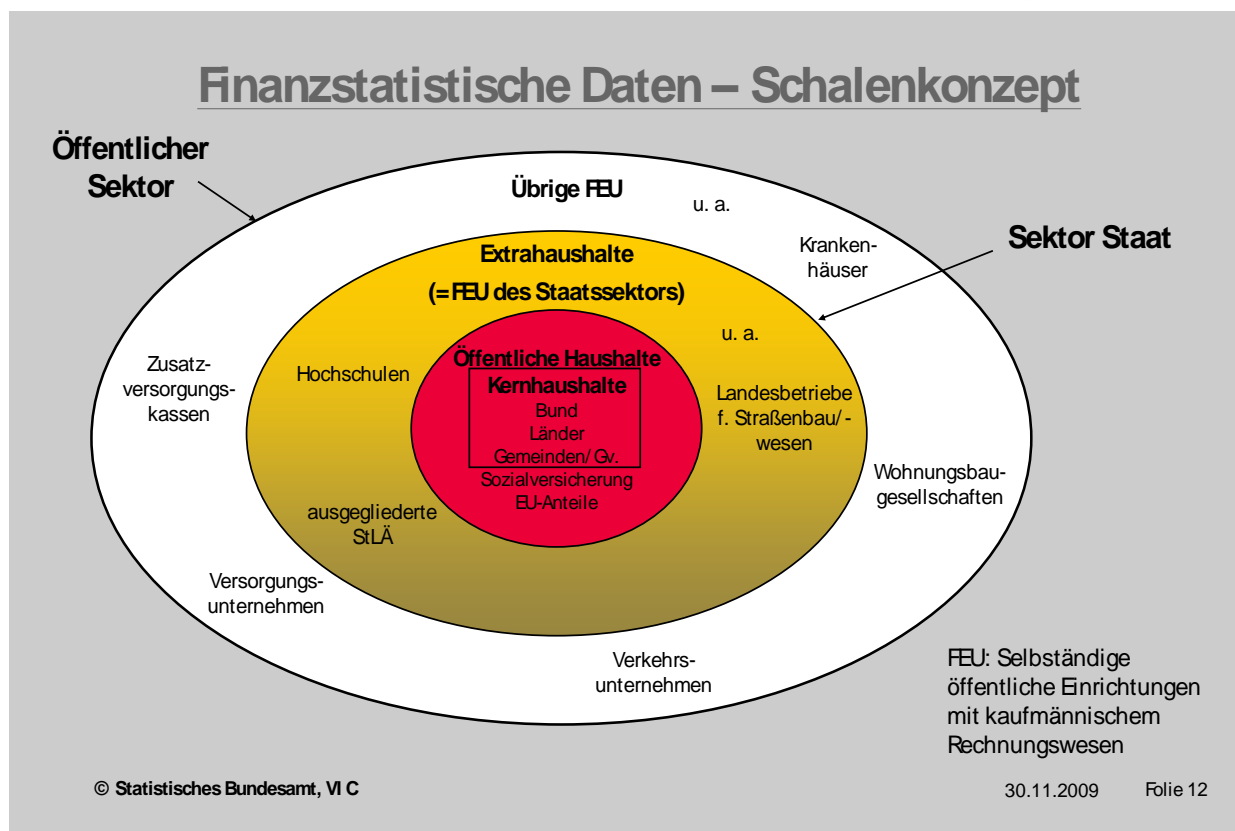 Finanzstatistische Daten – Schalenkonzept
Öffentlicher
Sektor
Übrige FEU
u. a.
Kranken-
häuser
Sektor Staat
Extrahaushalte
(=FEU des Staatssektors)
u. a.
Zusatz-
versorgungs-
kassen
Hochschulen
Öffentliche Haushalte
Kernhaushalte
Bund
Länder
Gemeinden/Gv.
Sozialversicherung
EU-Anteile
Landesbetriebe
f. Straßenbau/-
wesen
Wohnungsbau-
gesellschaften
ausgegliederte
StLÄ
Versorgungs-
unternehmen
Verkehrs-
unternehmen
FEU: Selbständige
öffentliche Einrichtungen
mit kaufmännischem
Rechnungswesen
© Statistisches Bundesamt, VI C
30.11.2009 Folie 12